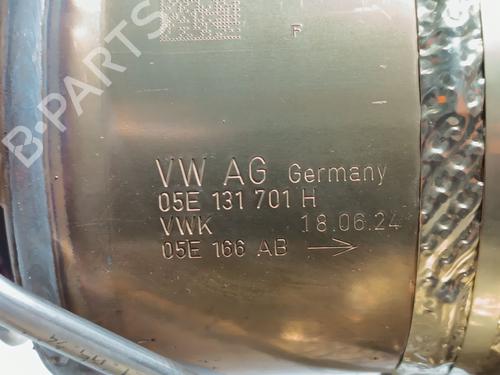 F
VW AG Germany
05E 131 701 H
VWK 18.06.24
05E 166 AB
B-PARTS